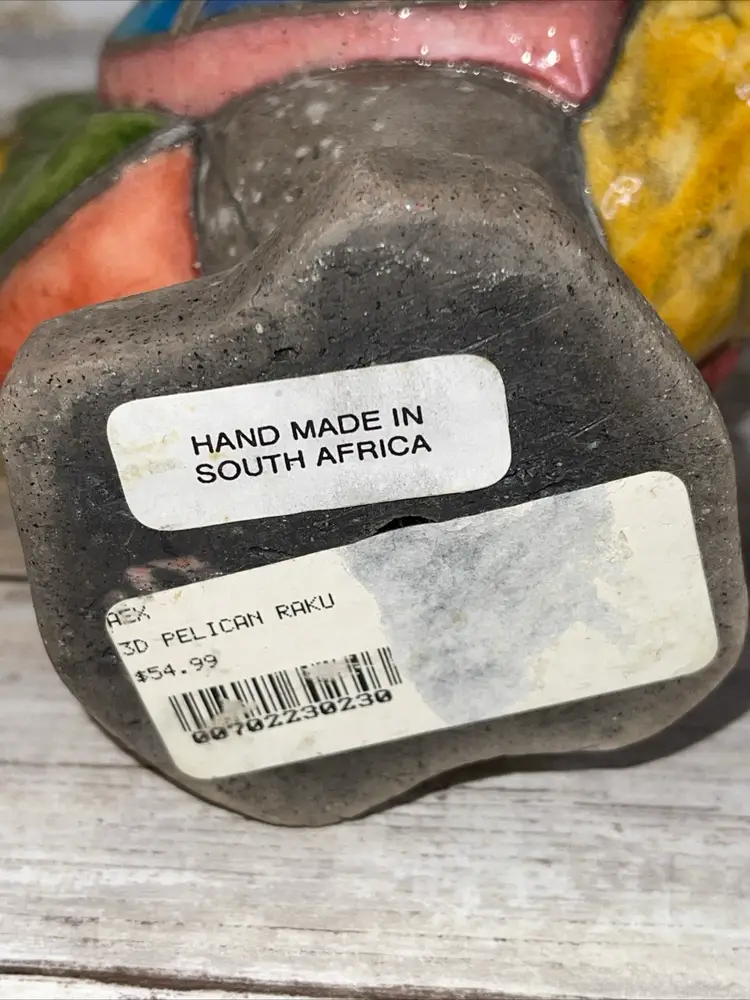 HAND MADE IN
SOUTH AFRICA
AEX
3D PELICAN RAKU
$54.99
00702230230